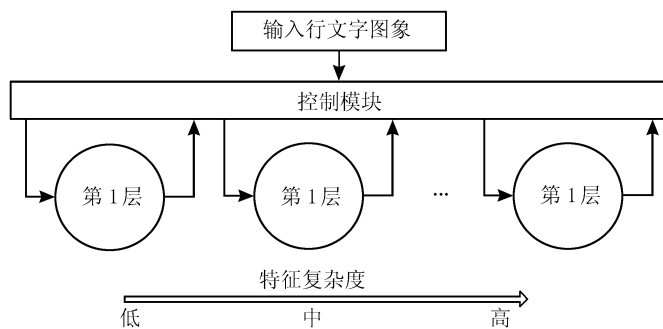 输入行文字图象
控制模块
第1层 第1层 ... 第1层
特征复杂度
低 中 高